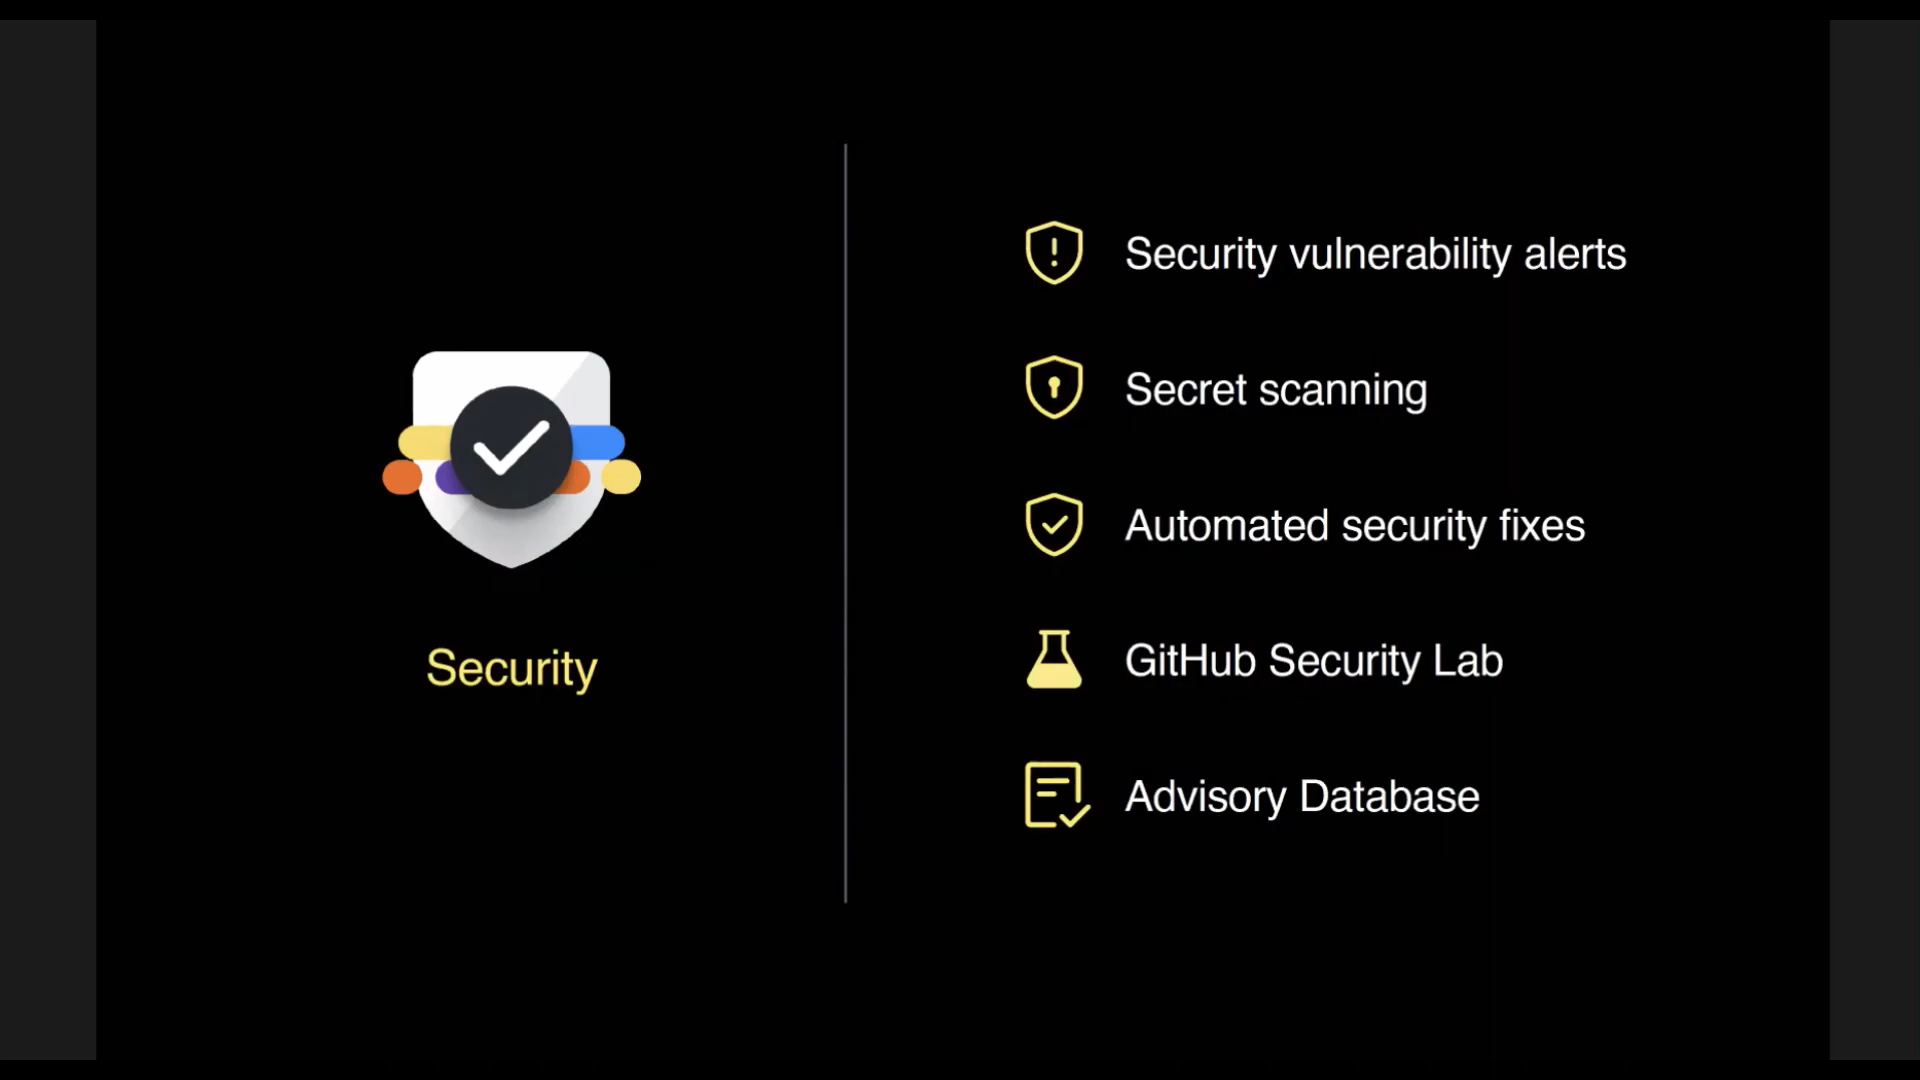 Security
Security vulnerability alerts
Secret scanning
Automated security fixes
GitHub Security Lab
Advisory Database